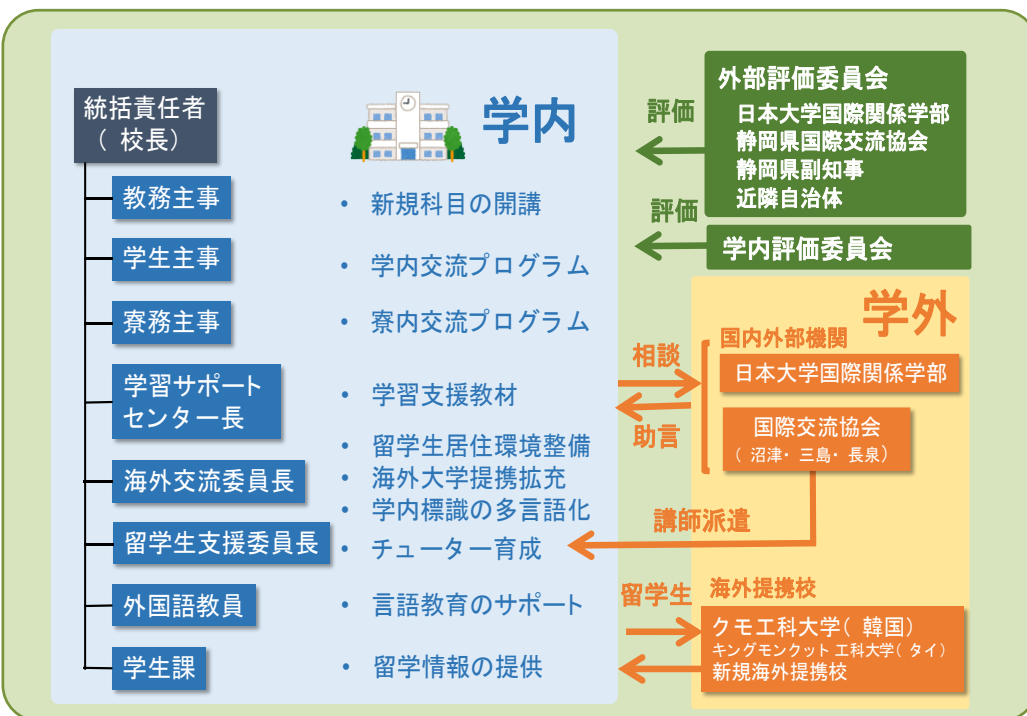 学内
統括責任者
（校長）
教務主事
学生主事
寮務主事
学習サポート
センター長
海外交流委員長
留学生支援委員長
外国語教員
学生課
・ 新規科目の開講
・ 学内交流プログラム
・ 寮内交流プログラム
・ 学習支援教材
・ 留学生居住環境整備
・ 海外大学提携拡充
・ 学内標識の多言語化
・ チューター育成
・ 言語教育のサポート
・ 留学情報の提供
評価
外部評価委員会
日本大学国際関係学部
静岡県国際交流協会
静岡県副知事
近隣自治体
評価
学内評価委員会
学外
国内外部機関
相談
助言
日本大学国際関係学部
国際交流協会
（沼津・三島・長泉）
講師派遣
留学生
海外提携校
クモ工科大学（韓国）
キングモンクット工科大学（タイ）
新規海外提携校